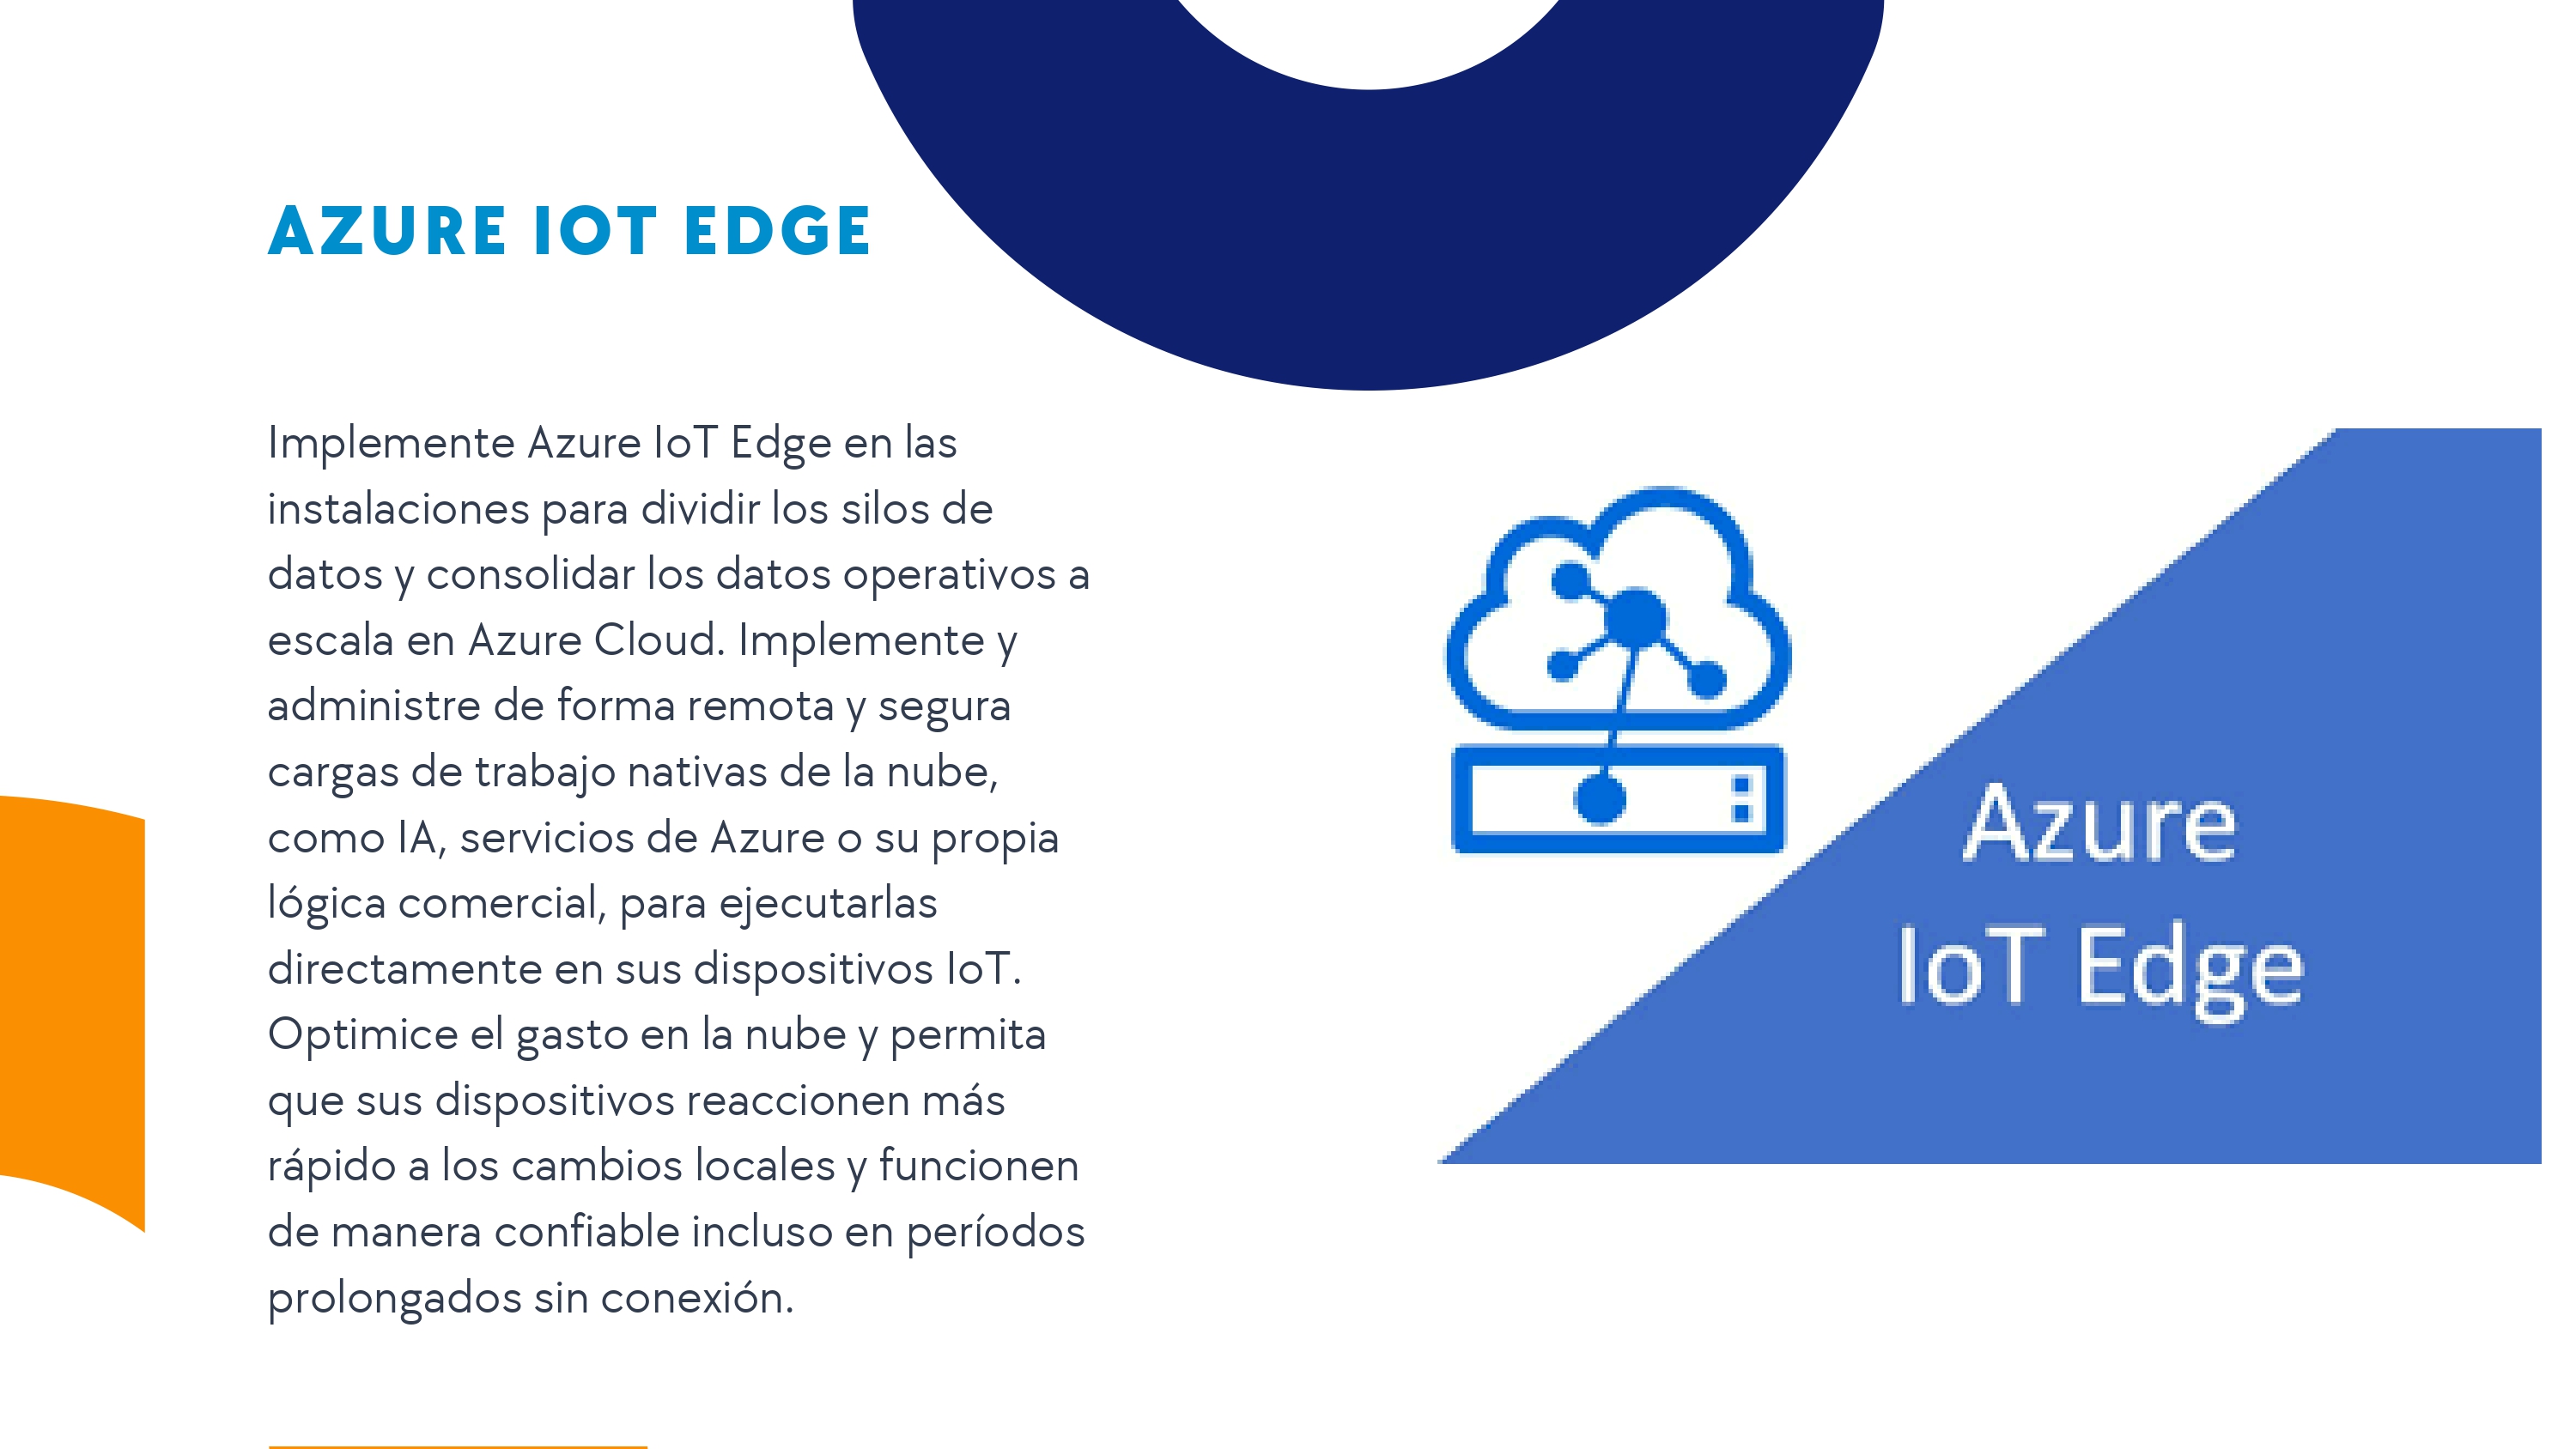 AZURE IOT EDGE
Implemente Azure IoT Edge en las
instalaciones para dividir los silos de
datos y consolidar los datos operativos a
escala en Azure Cloud. Implemente y
administre de forma remota y segura
cargas de trabajo nativas de la nube,
como IA, servicios de Azure o su propia
lógica comercial, para ejecutarlas
directamente en sus dispositivos IoT.
Optimice el gasto en la nube y permita
que sus dispositivos reaccionen más
rápido a los cambios locales y funcionen
de manera confiable incluso en períodos
prolongados sin conexión.
Azure
IoT Edge